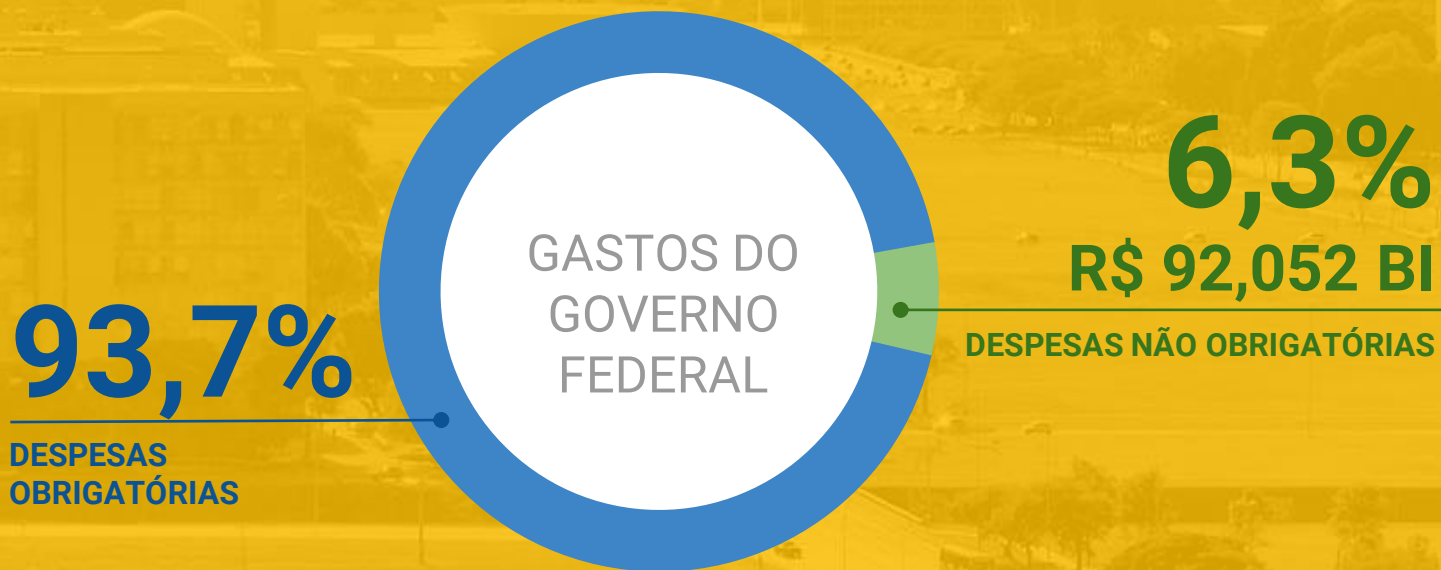 GASTOS DO
GOVERNO
FEDERAL
93,7%
DESPESAS
OBRIGATÓRIAS
6,3%
R$ 92,052 BI
DESPESAS NÃO OBRIGATÓRIAS